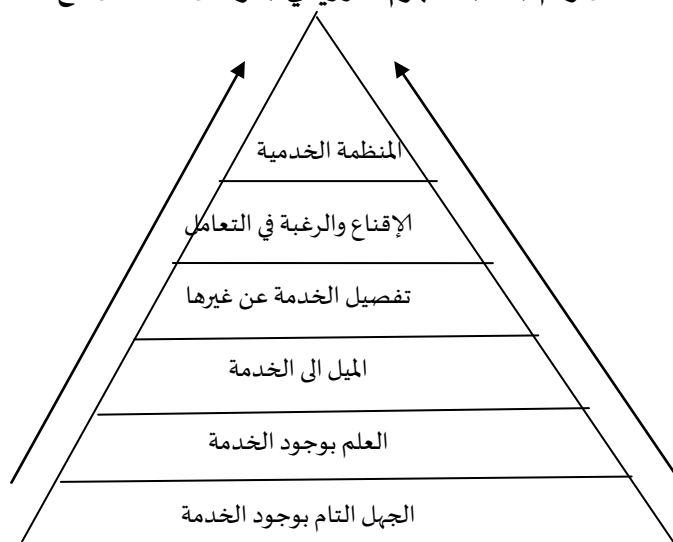 المنظمة الخدمية
الإقناع والرغبة في التعامل
تفصيل الخدمة عن غيرها
الميل الى الخدمة
العلم بوجود الخدمة
الجهل التام بوجود الخدمة